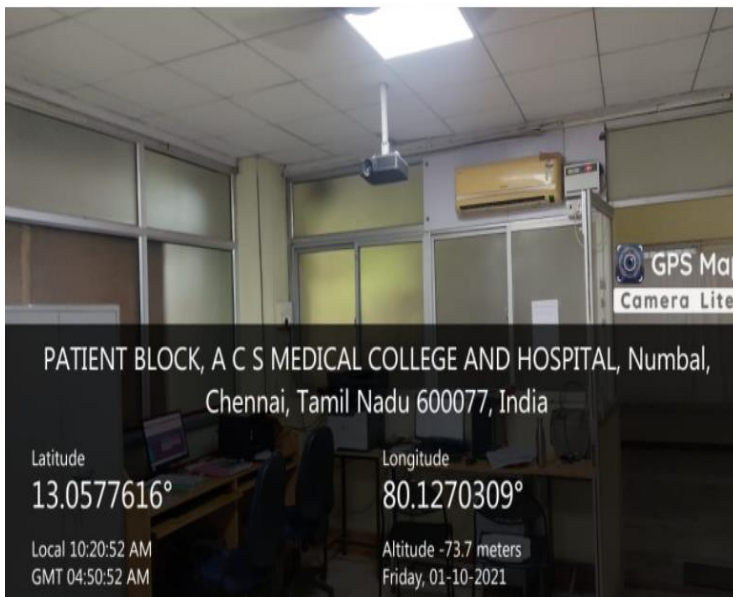 GPS Map
Camera Lite
PATIENT BLOCK, A C S MEDICAL COLLEGE AND HOSPITAL, Numbal,
Chennai, Tamil Nadu 600077, India
Latitude
13.0577616°
Longitude
80.1270309°
Local 10:20:52 AM
GMT 04:50:52 AM
Altitude -73.7 meters
Friday, 01-10-2021